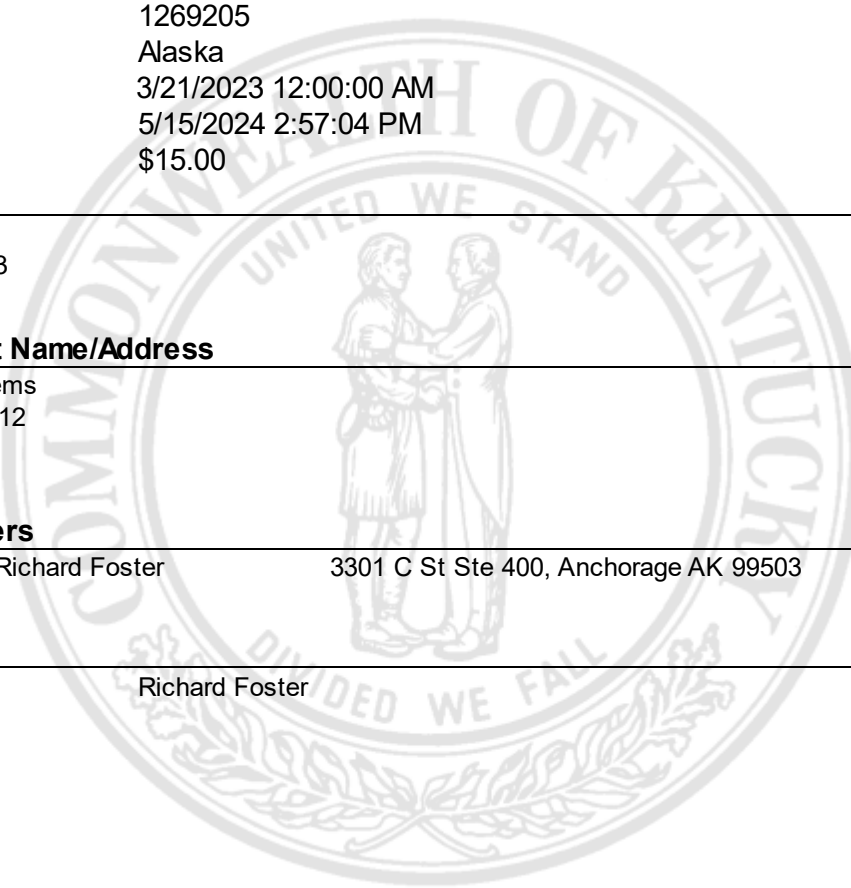 1269205
Alaska
3/21/2023 12:00:00 AM
5/15/2024 2:57:04 PM
$15.00
COMMONWEALTH OF KENTUCKY
UNITED WE STAND
3
t Name/Address
ems
12
ers
Richard Foster 3301 C St Ste 400, Anchorage AK 99503
DIVIDED WE FALL
Richard Foster